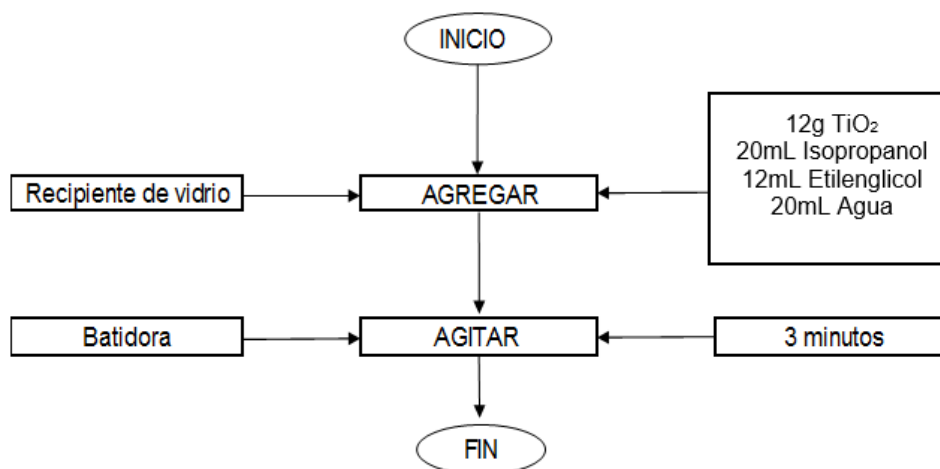 INICIO
12g TiO₂
20mL Isopropanol
12mL Etilenglicol
20mL Agua
Recipiente de vidrio
AGREGAR
Batidora
AGITAR
3 minutos
FIN